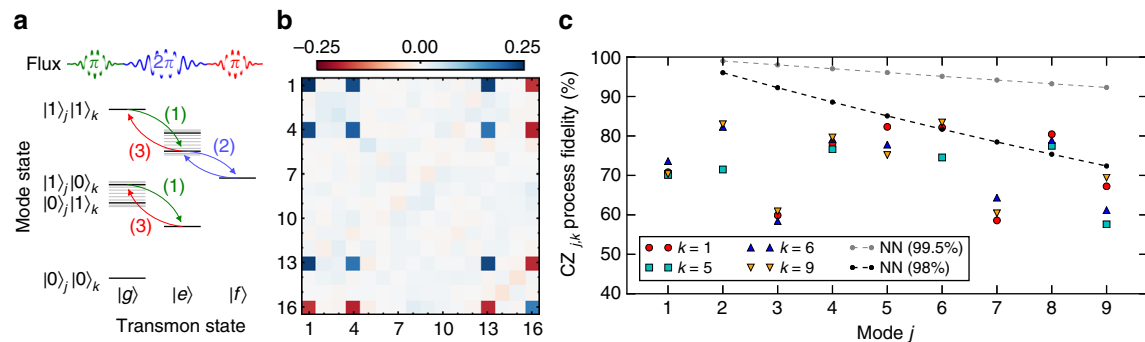 a
Flux
π
2π
π
Mode state
|1⟩j|1⟩k
(1)
(3)
(2)
|1⟩j|0⟩k
|0⟩j|1⟩k
(1)
(3)
|0⟩j|0⟩k
|g⟩ |e⟩ |f⟩
Transmon state
b
−0.25 0.00 0.25
1
4
7
10
13
16
1 4 7 10 13 16
c
CZj,k process fidelity (%)
100
90
80
70
60
50
40
k = 1 k = 6 NN (99.5%)
k = 5 k = 9 NN (98%)
1 2 3 4 5 6 7 8 9
Mode j